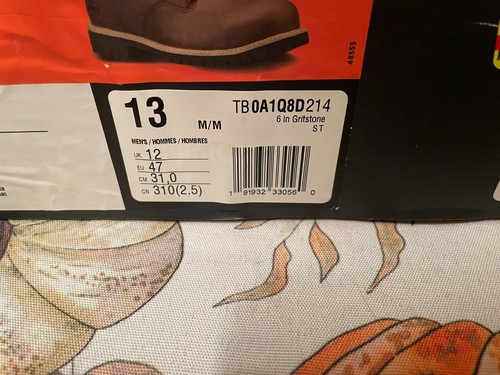 48555
13 M/M
TB0A1Q8D214
6 In Gritstone
ST
MEN'S / HOMMES / HOMBRES
UK 12
EU 47
CM 31,0
CN 310(2.5)
1 91932 33056 0